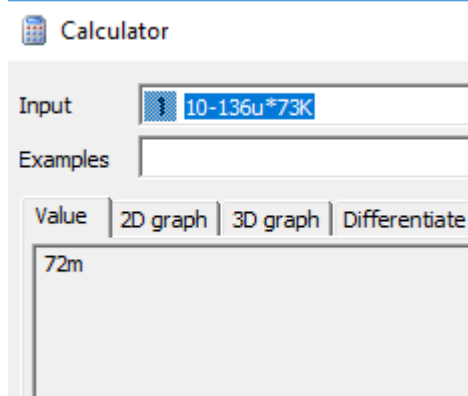 Calculator
Input 10-136u*73K
Examples
Value 2D graph 3D graph Differentiate
72m